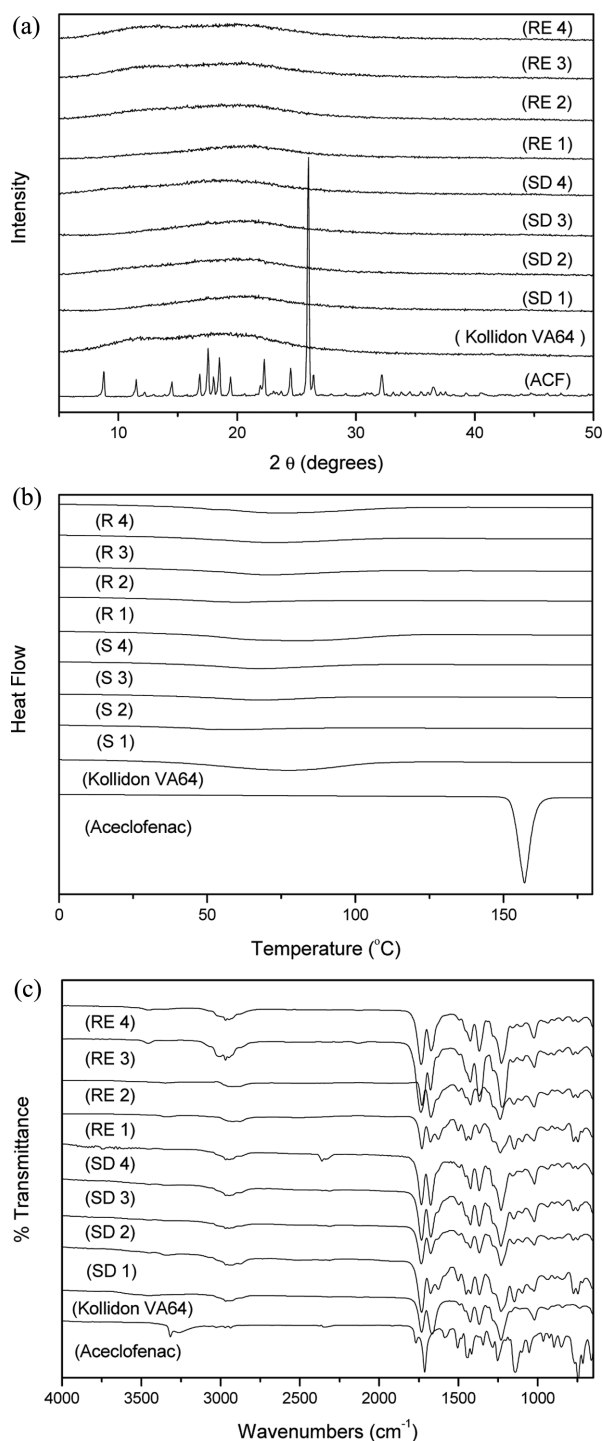 (a)
Intensity
(RE 4)
(RE 3)
(RE 2)
(RE 1)
(SD 4)
(SD 3)
(SD 2)
(SD 1)
( Kollidon VA64 )
(ACF)
10 20 30 40 50
2 θ (degrees)
(b)
Heat Flow
(R 4)
(R 3)
(R 2)
(R 1)
(S 4)
(S 3)
(S 2)
(S 1)
(Kollidon VA64)
(Aceclofenac)
0 50 100 150
Temperature (°C)
(c)
% Transmittance
(RE 4)
(RE 3)
(RE 2)
(RE 1)
(SD 4)
(SD 3)
(SD 2)
(SD 1)
(Kollidon VA64)
(Aceclofenac)
4000 3500 3000 2500 2000 1500 1000
Wavenumbers (cm⁻¹)